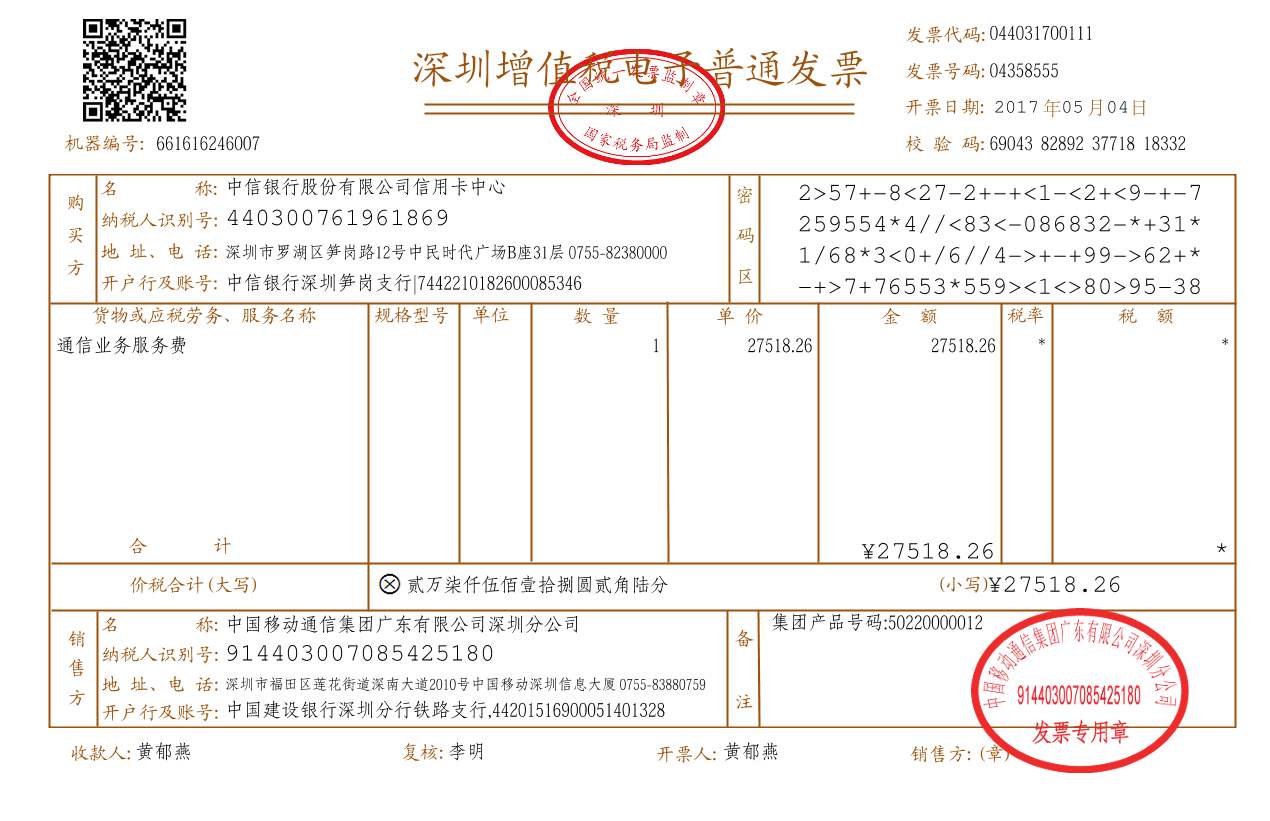 深圳增值税电子普通发票
全国统一发票监制章
深 圳
国家税务局监制
发票代码: 044031700111
发票号码: 04358555
开票日期: 2017 年 05 月 04 日
机器编号: 661616246007
校 验 码: 69043 82892 37718 18332
购买方
名 称: 中信银行股份有限公司信用卡中心
纳税人识别号: 440300761961869
地 址、电 话: 深圳市罗湖区笋岗路12号中民时代广场B座31层 0755-82380000
开户行及账号: 中信银行深圳笋岗支行|7442210182600085346
密码区
2>57+-8<27-2+-+<1-<2+<9-+-7
259554*4//<83<-086832-*+31*
1/68*3<0+/6//4->+-+99->62+*
-+>7+76553*559><1<>80>95-38
货物或应税劳务、服务名称 规格型号 单位 数 量 单 价 金 额 税率 税 额
通信业务服务费 1 27518.26 27518.26 * *
合 计 ¥27518.26 *
价税合计(大写) ⊗ 贰万柒仟伍佰壹拾捌圆贰角陆分 (小写)¥27518.26
销售方
名 称: 中国移动通信集团广东有限公司深圳分公司
纳税人识别号: 914403007085425180
地 址、电 话: 深圳市福田区莲花街道深南大道2010号中国移动深圳信息大厦 0755-83880759
开户行及账号: 中国建设银行深圳分行铁路支行,44201516900051401328
备注
集团产品号码:50220000012
中国移动通信集团广东有限公司深圳分公司
914403007085425180
发票专用章
收款人: 黄郁燕 复核: 李明 开票人: 黄郁燕 销售方: (章)